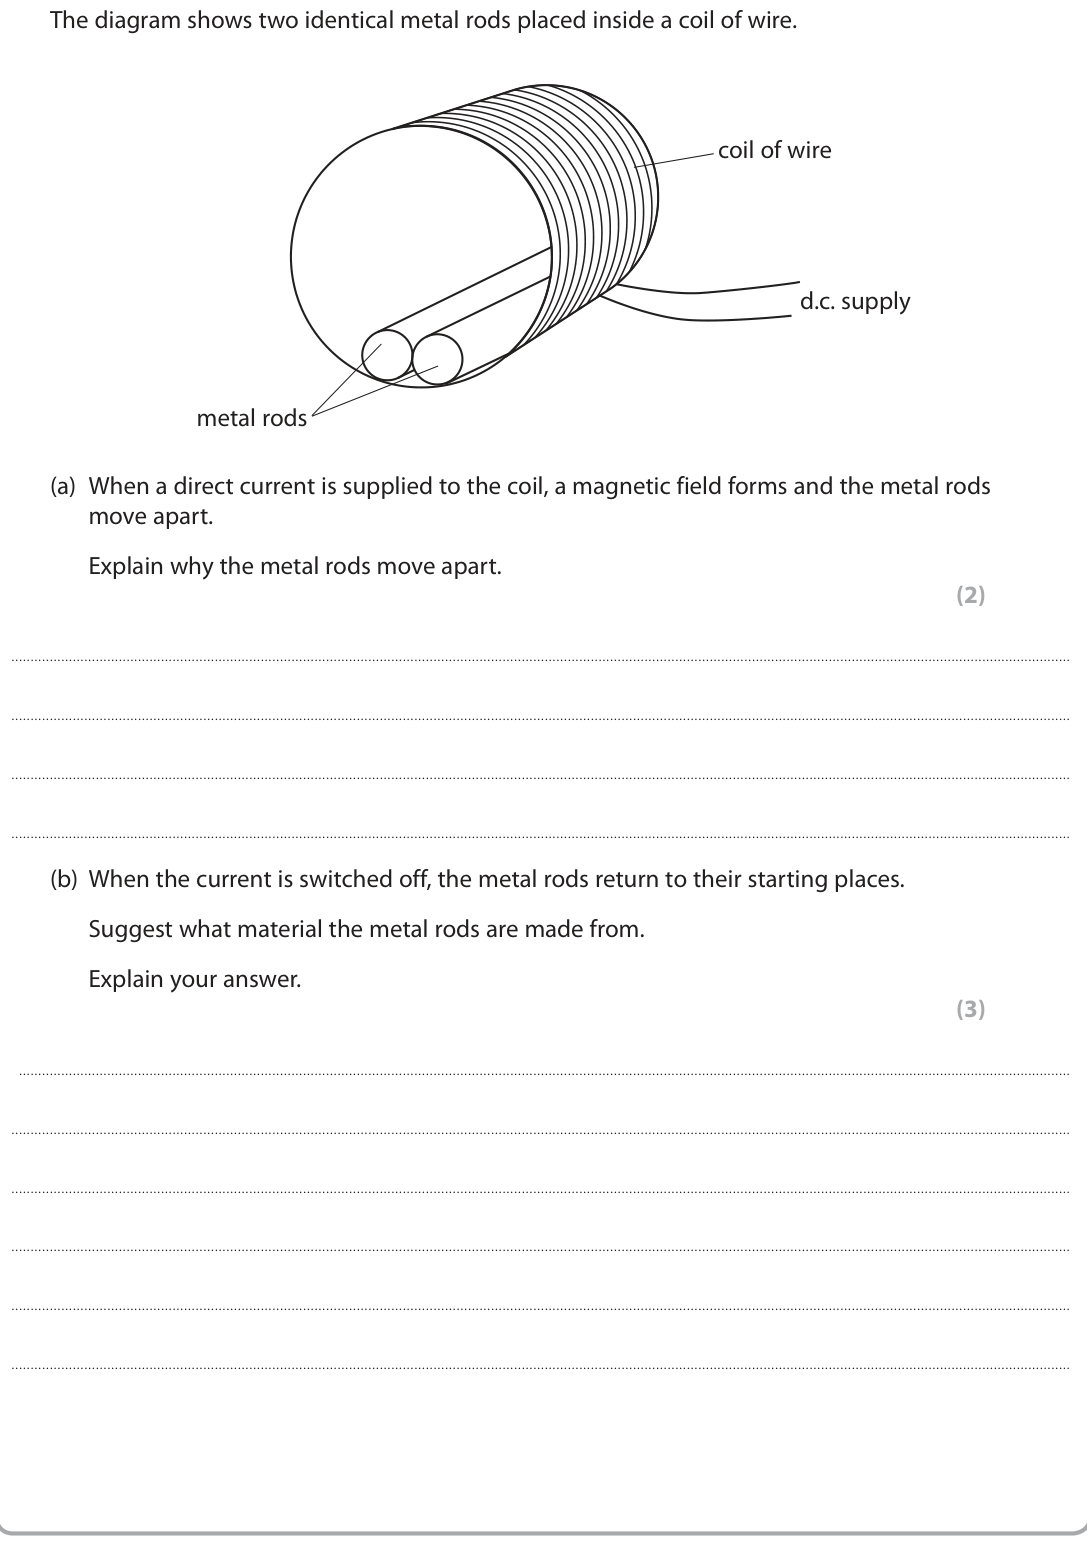 The diagram shows two identical metal rods placed inside a coil of wire.
coil of wire
d.c. supply
metal rods
(a) When a direct current is supplied to the coil, a magnetic field forms and the metal rods
move apart.
Explain why the metal rods move apart.
(2)
(b) When the current is switched off, the metal rods return to their starting places.
Suggest what material the metal rods are made from.
Explain your answer.
(3)